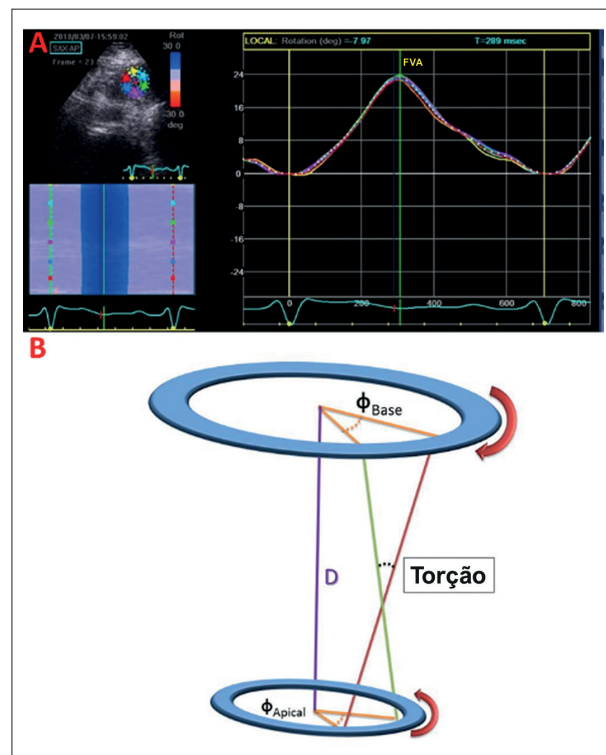 A
2018/03/07-15:59:02
SAX-AP
Frame = 23
Rot
30.0
-30.0
deg
LOCAL: Rotation (deg)=-7.97 T=289 msec
FVA
24
16
8
0
-8
-16
-24
0 200 400 600 800
B
ϕBase
D
Torção
ϕApical